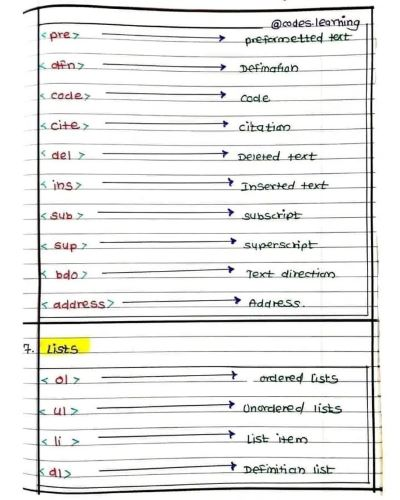 @codes.learning
<pre> → preformetted text
<dfn> → Defination
<code> → code
<cite> → citation
<del> → Deleted text
<ins> → Inserted text
<sub> → subscript
<sup> → superscript
<bdo> → Text direction
<address> → Address.
7. Lists
<ol> → ordered lists
<ul> → Unordered lists
<li> → List item
<dl> → Definition list